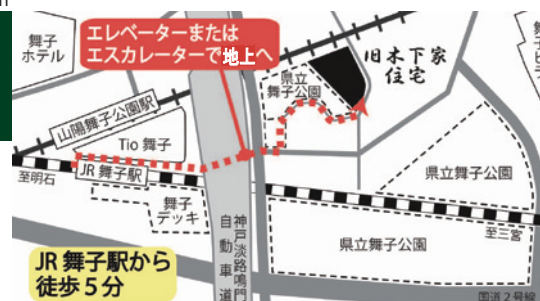 舞子
ホテル
エレベーターまたは
エスカレーターで地上へ
旧木下家
住宅
県立
舞子公園
山陽舞子公園駅
Tio 舞子
JR 舞子駅
至明石
舞子
デッキ
県立舞子公園
至三宮
県立舞子公園
神戸淡路鳴門
自動車道
JR 舞子駅から
徒歩５分
国道２号線